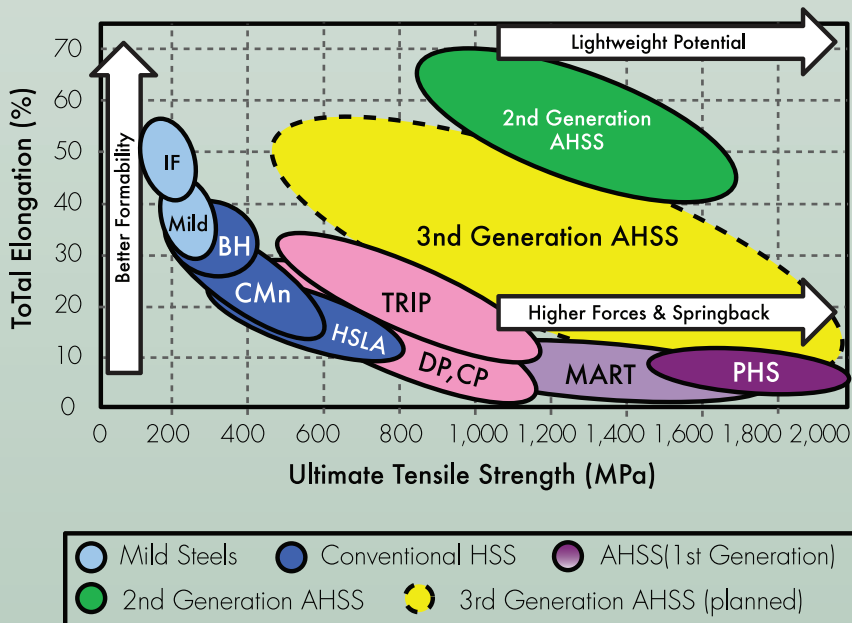 70
60
50
40
30
20
10
0
ToTal Elongation (%)
Better Formability
Lightweight Potential
2nd Generation
AHSS
IF
Mild
BH
3nd Generation AHSS
CMn
TRIP
Higher Forces & Springback
HSLA
DP,CP
MART
PHS
0 200 400 600 800 1,000 1,200 1,400 1,600 1,800 2,000
Ultimate Tensile Strength (MPa)
Mild Steels Conventional HSS AHSS(1st Generation)
2nd Generation AHSS 3rd Generation AHSS (planned)